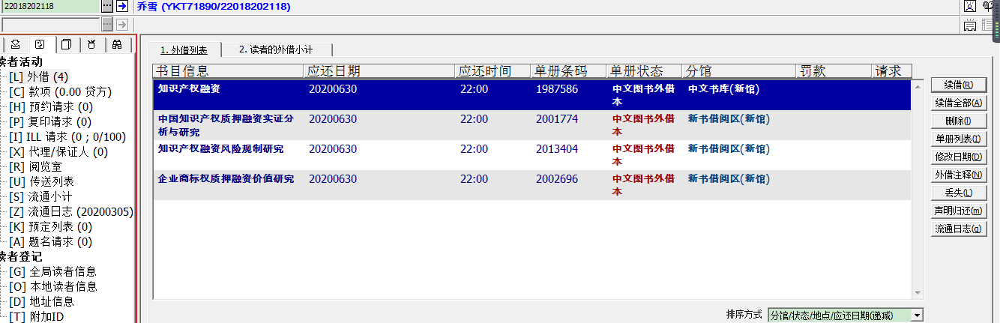 22018202118
乔雪 (YKT71890/22018202118)
读者活动
[L] 外借 (4)
[C] 款项 (0.00 贷方)
[H] 预约请求 (0)
[P] 复印请求 (0)
[I] ILL 请求 (0 ; 0/100)
[X] 代理/保证人 (0)
[R] 阅览室
[U] 传送列表
[S] 流通小计
[Z] 流通日志 (20200305)
[K] 预定列表 (0)
[A] 题名请求 (0)
读者登记
[G] 全局读者信息
[O] 本地读者信息
[D] 地址信息
[T] 附加ID
1. 外借列表 2. 读者的外借小计
书目信息 应还日期 应还时间 单册条码 单册状态 分馆 罚款 请求
知识产权融资 20200630 22:00 1987586 中文图书外借 中文书库(新馆)
本
中国知识产权质押融资实证分 20200630 22:00 2001774 中文图书外借 新书借阅区(新馆)
析与研究 本
知识产权融资风险规制研究 20200630 22:00 2013404 中文图书外借 新书借阅区(新馆)
本
企业商标权质押融资价值研究 20200630 22:00 2002696 中文图书外借 新书借阅区(新馆)
本
续借(R)
续借全部(A)
删除(I)
单册列表(I)
修改日期(D)
外借注释(N)
丢失(L)
声明归还(m)
流通日志(g)
排序方式 分馆/状态/地点/应还日期(递减)